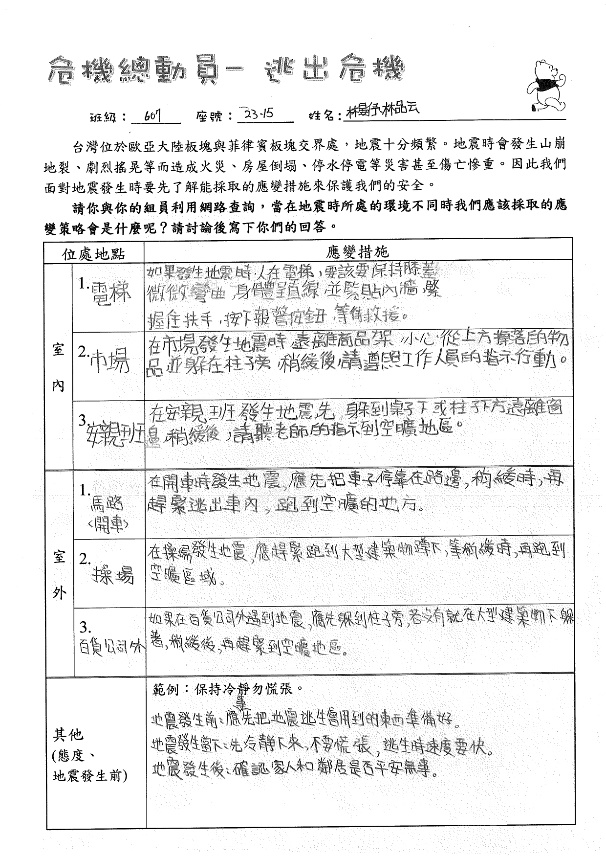 危機總動員－逃出危機
班級： 607 座號： 23-15 姓名：林品云
台灣位於歐亞大陸板塊與菲律賓板塊交界處，地震十分頻繁。地震時會發生山崩
地裂、劇烈搖晃等而造成火災、房屋倒塌、停水停電等災害甚至傷亡慘重。因此我們
面對地震發生時要先了解能採取的應變措施來保護我們的安全。
請你與你的組員利用網路查詢，當在地震時所處的環境不同時我們應該採取的應
變策略會是什麼呢？請討論後寫下你們的回答。
位處地點 應變措施
室內
1.電梯
如果發生地震時人在電梯，要該要保持膝蓋
微微彎曲，身體呈直線並緊貼內牆，緊
握住扶手，按下報警按鈕，等候救援。
2.市場
在市場發生地震時遠離商品架，小心從上方掉落的物
品並躲在柱子旁，稍緩後，請遵照工作人員的指示行動。
3.安親班
在安親班發生地震，先躲到桌子下或柱子下方遠離窗
戶，稍緩後，請聽老師的指示到空曠地區。
室外
1.馬路
(開車)
在開車時發生地震，應先把車子停靠在路邊，稍緩時，再
趕緊逃出車內，跑到空曠的地方。
2.操場
在操場發生地震，應趕緊跑到大型建築物下，等稍緩時，再跑到
空曠區域。
3.百貨公司外
如果在百貨公司外遇到地震，應先躲到柱子旁，若沒有就在大型建築物下躲
著，稍緩後，再趕緊到空曠地區。
其他
(態度、
地震發生前)
範例：保持冷靜勿慌張。
地震發生前：應事先把地震逃生會用到的東西準備好。
地震發生當下：先冷靜下來，不要慌張，逃生時速度要快。
地震發生後：確認家人和鄰居是否平安無事。